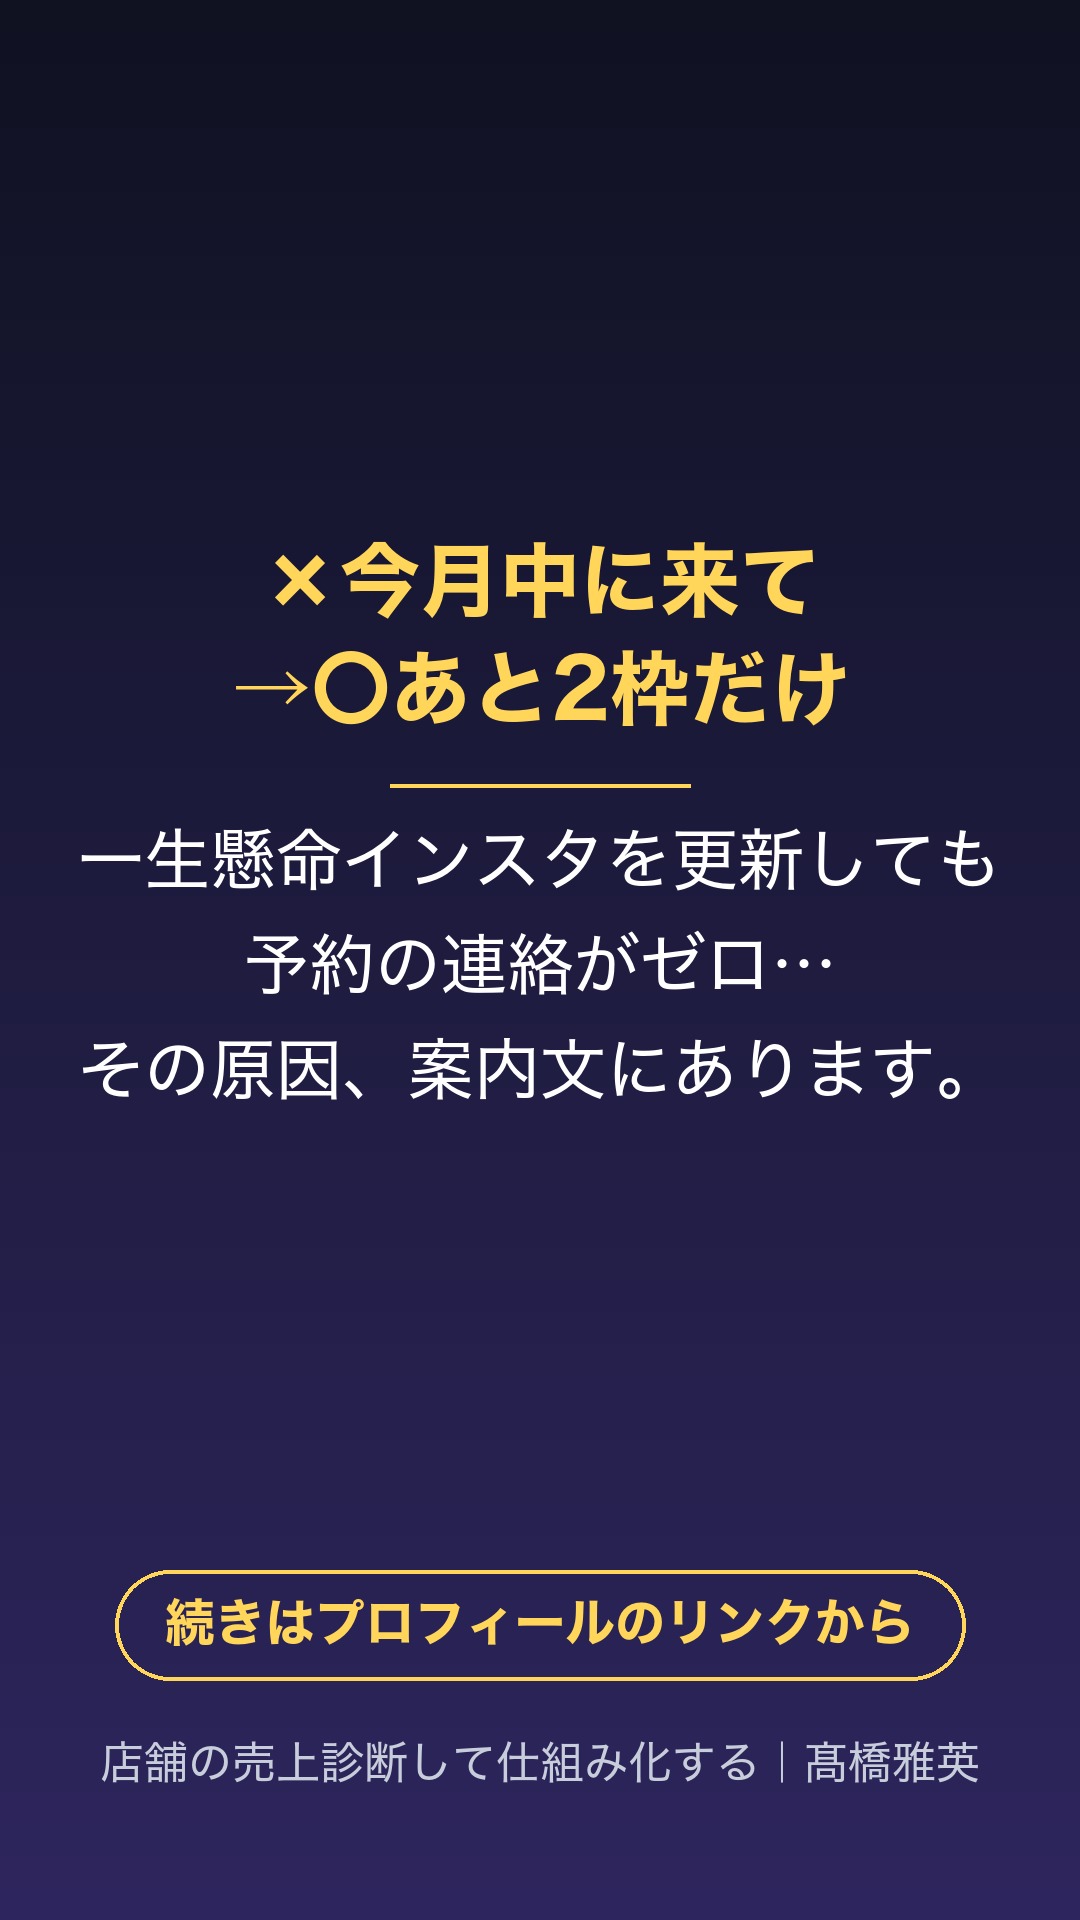 ×今月中に来て
→〇あと2枠だけ
一生懸命インスタを更新しても
予約の連絡がゼロ…
その原因、案内文にあります。
続きはプロフィールのリンクから
店舗の売上診断して仕組み化する｜髙橋雅英